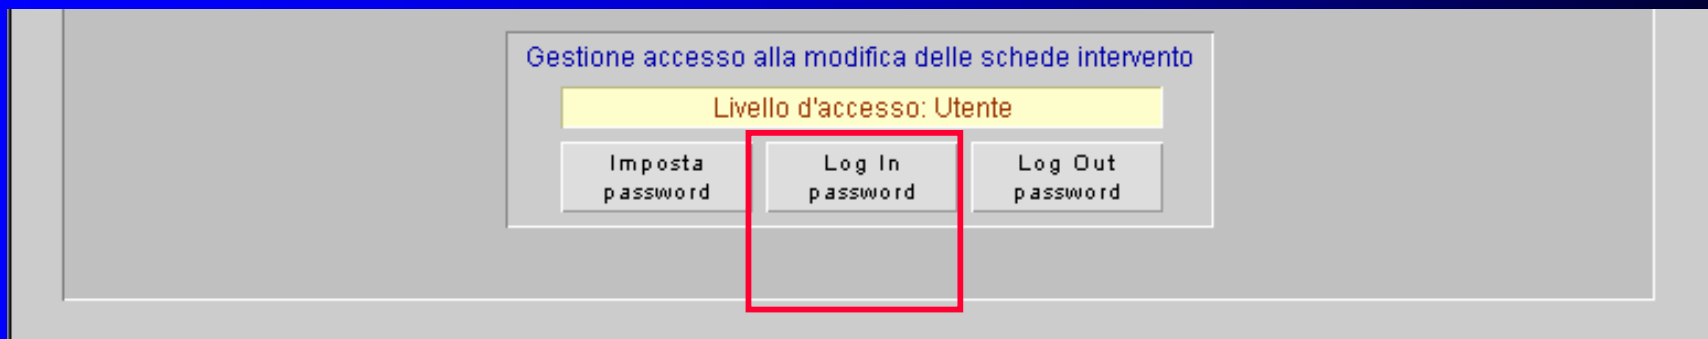 Gestione accesso alla modifica delle schede intervento
Livello d'accesso: Utente
Imposta
password
Log In
password
Log Out
password